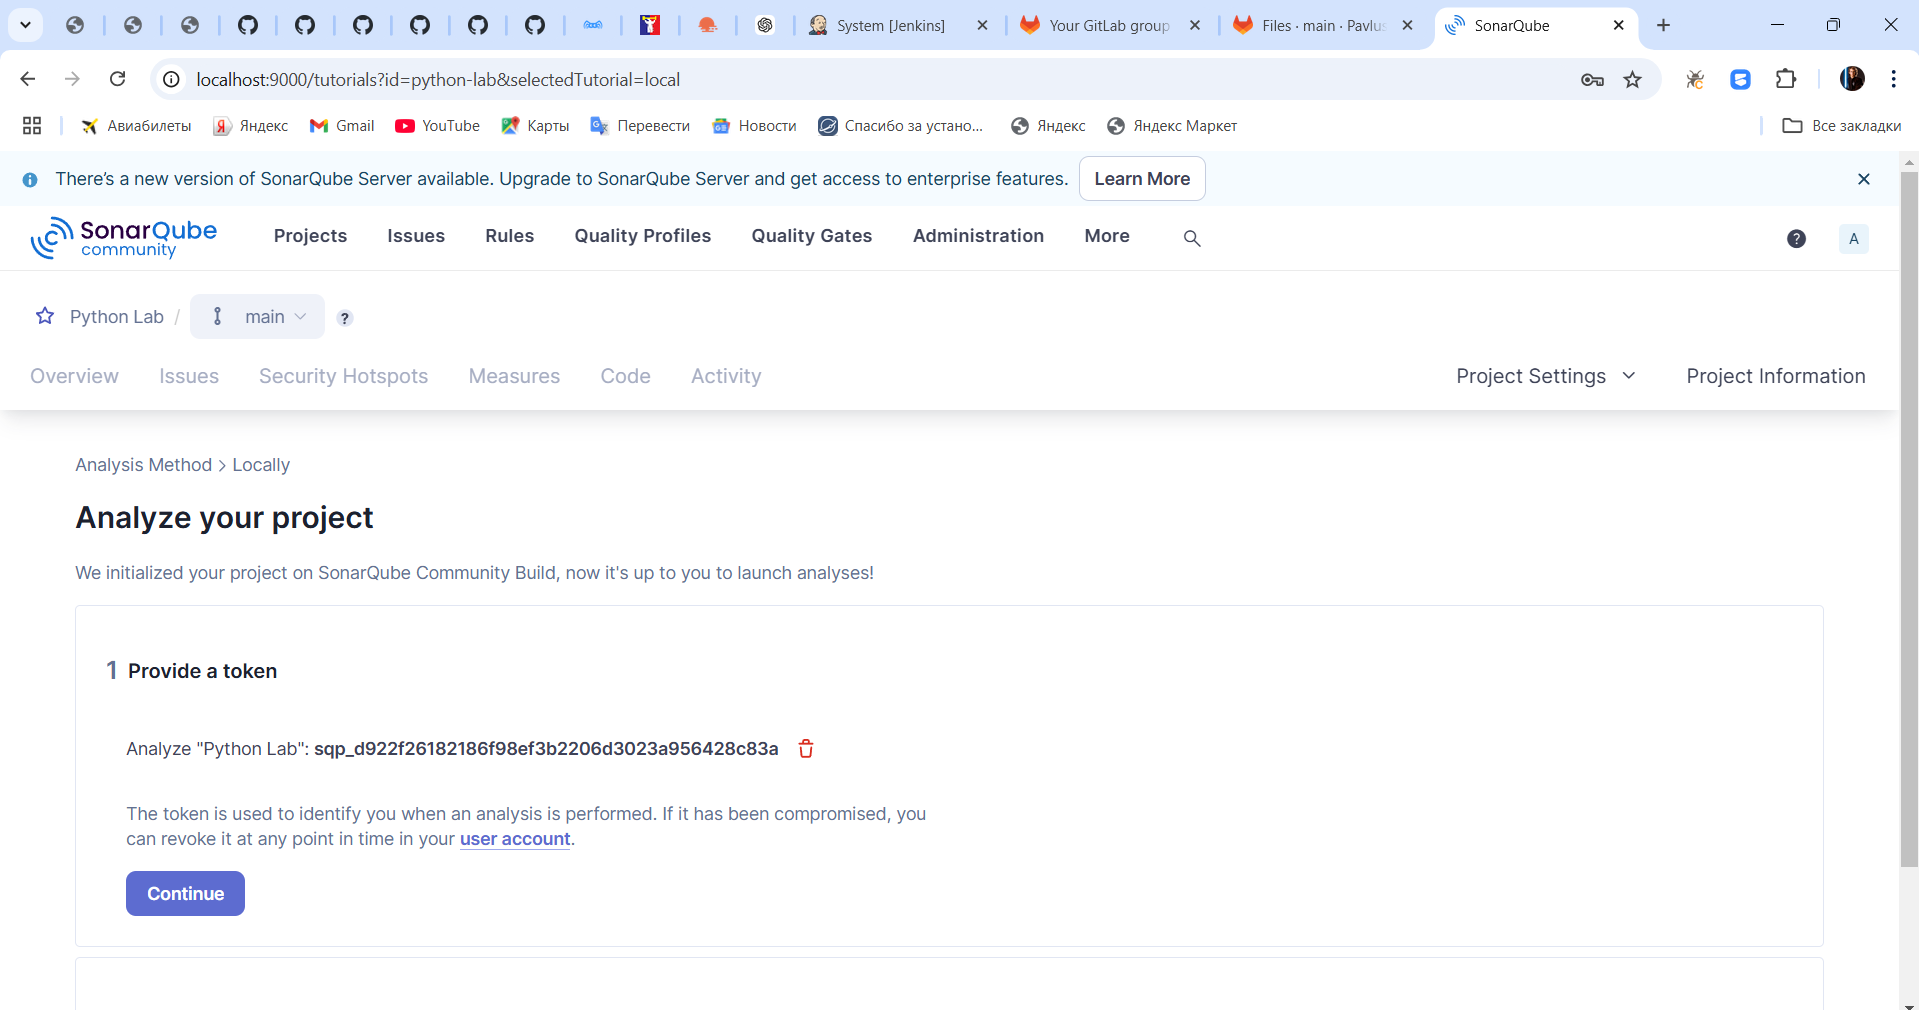 System [Jenkins]
Your GitLab group
Files · main · Pavlus
SonarQube
localhost:9000/tutorials?id=python-lab&selectedTutorial=local
Авиабилеты
Яндекс
Gmail
YouTube
Карты
Перевести
Новости
Спасибо за устано...
Яндекс
Яндекс Маркет
Все закладки
There's a new version of SonarQube Server available. Upgrade to SonarQube Server and get access to enterprise features.
Learn More
SonarQube
community
Projects
Issues
Rules
Quality Profiles
Quality Gates
Administration
More
?
A
Python Lab /
main
?
Overview
Issues
Security Hotspots
Measures
Code
Activity
Project Settings
Project Information
Analysis Method > Locally
Analyze your project
We initialized your project on SonarQube Community Build, now it's up to you to launch analyses!
1 Provide a token
Analyze "Python Lab": sqp_d922f26182186f98ef3b2206d3023a956428c83a
The token is used to identify you when an analysis is performed. If it has been compromised, you
can revoke it at any point in time in your user account.
Continue